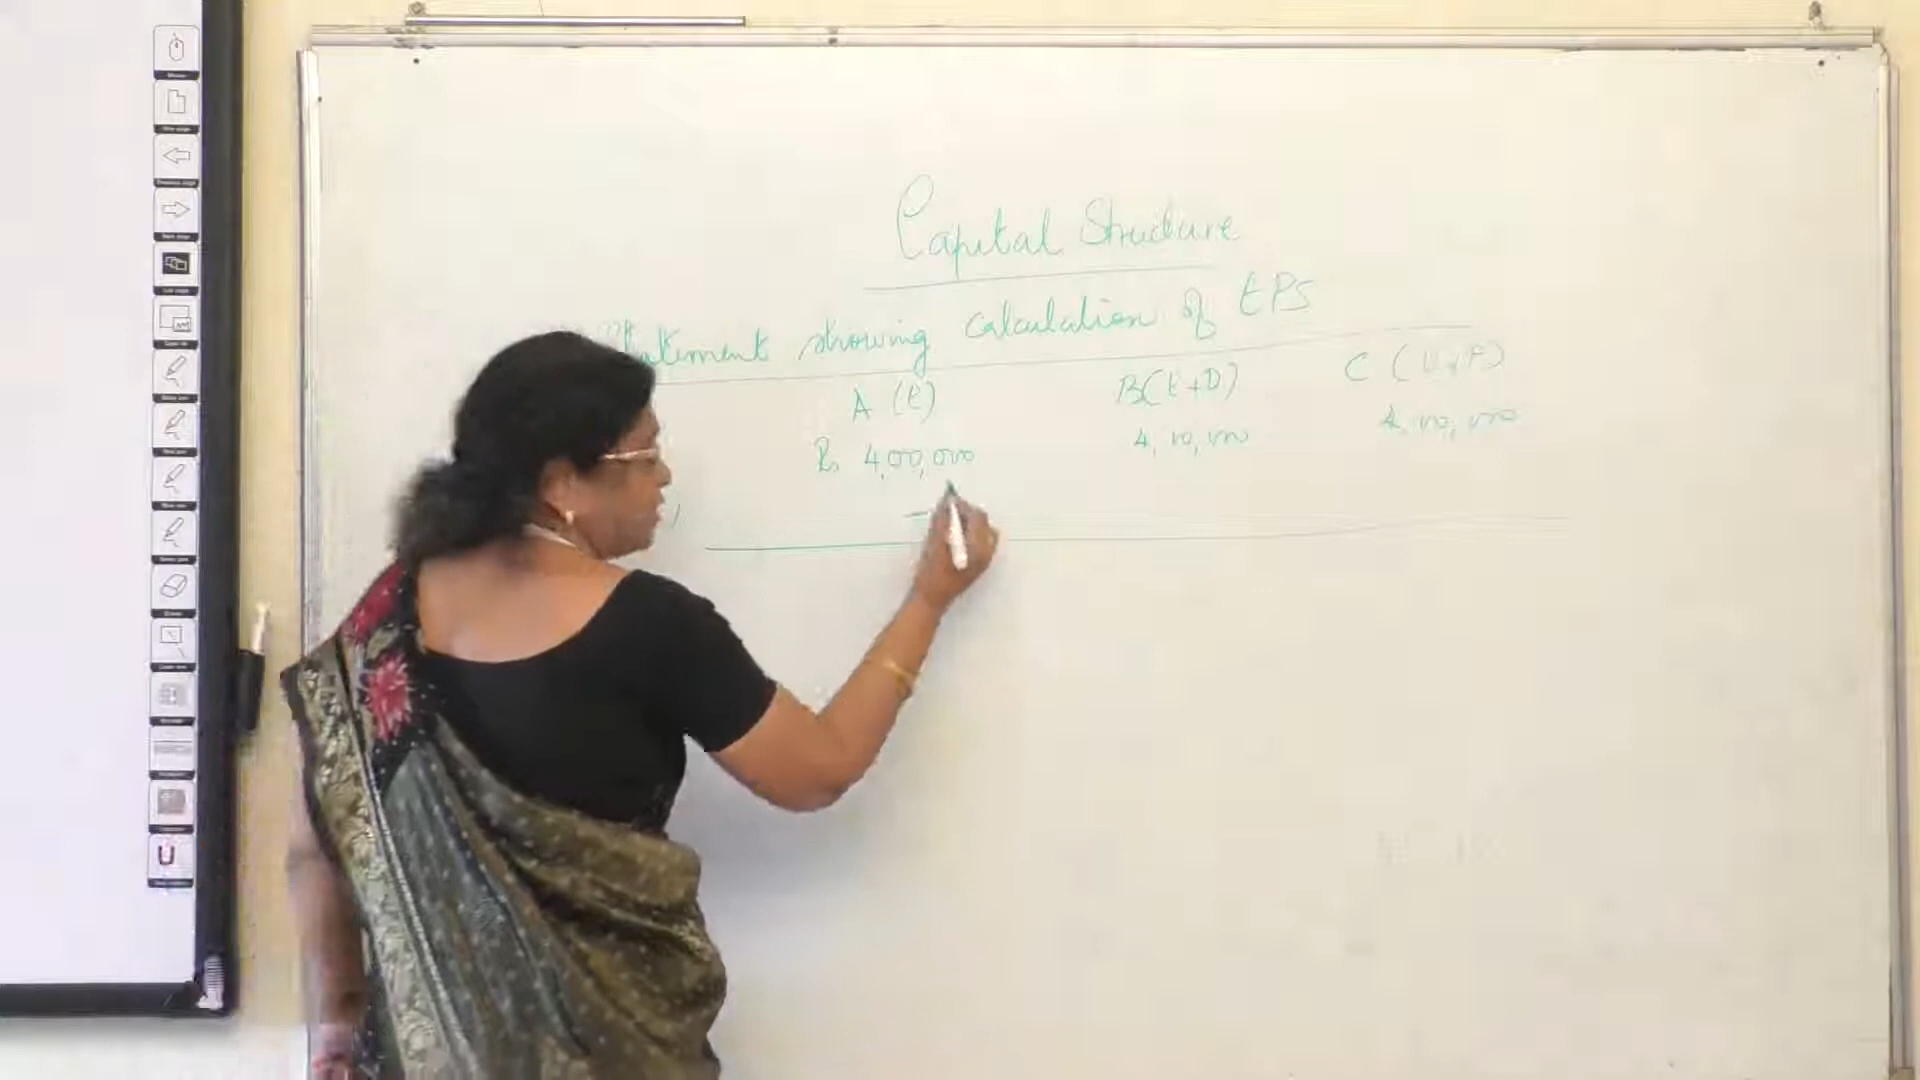 Capital Structure
Statement showing calculation of EPS
A (E) B(E+D) C (E+P)
Rs 4,00,000 4,00,000 4,00,000